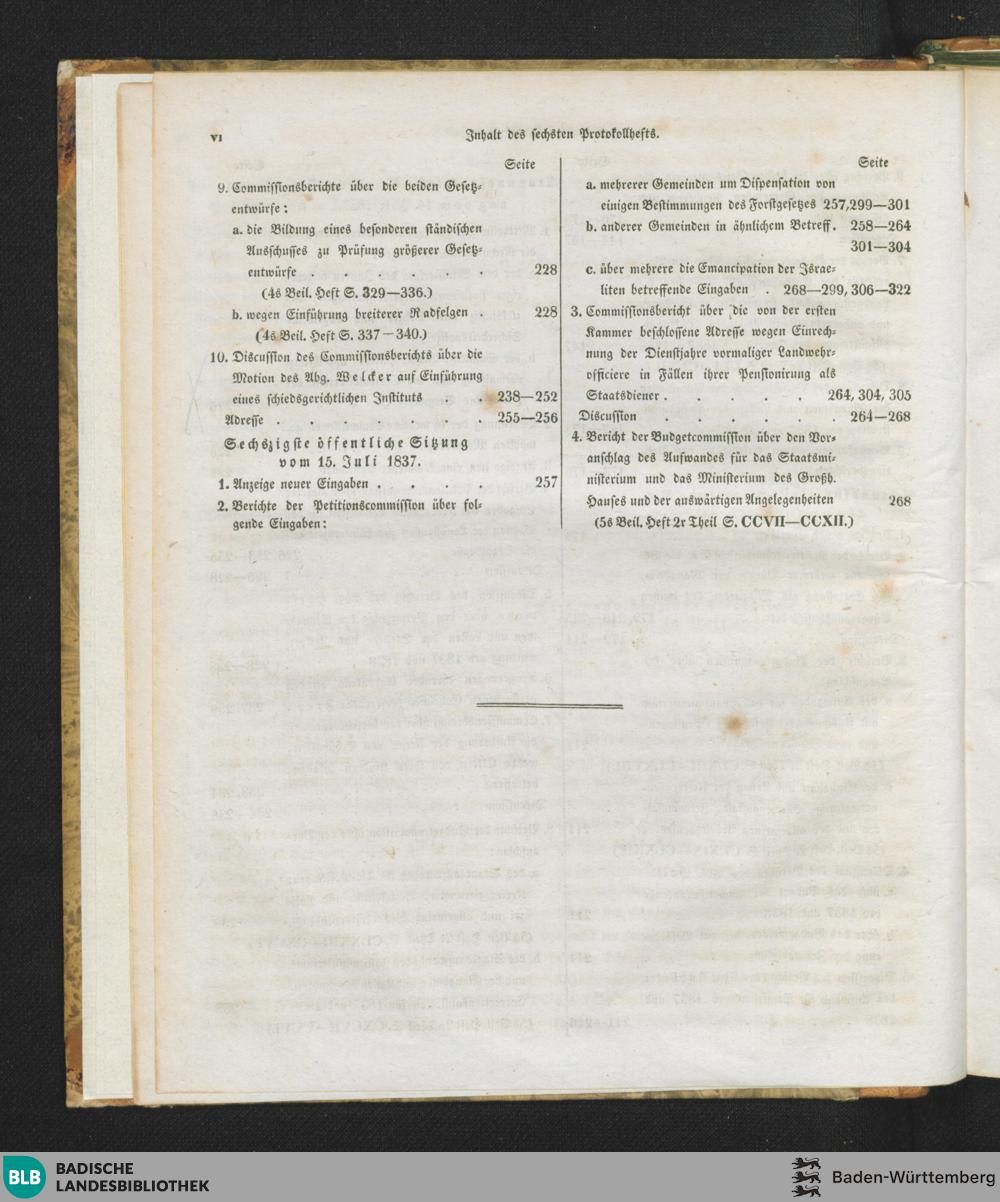 VI
Inhalt des sechsten Protokollhefts.
Seite
9. Commissionsberichte über die beiden Gesetz-
entwürfe:
a. die Bildung eines besonderen ständischen
Ausschusses zu Prüfung größerer Gesetz-
entwürfe . . . . . . 228
(4s Beil. Heft S. 329—336.)
b. wegen Einführung breiterer Radfelgen . 228
(4s Beil. Heft S. 337—340.)
10. Discussion des Commissionsberichts über die
Motion des Abg. Welcker auf Einführung
eines schiedsgerichtlichen Instituts . . 238—252
Adresse . . . . . . . 255—256
Sechszigste öffentliche Sitzung
vom 15. Juli 1837.
1. Anzeige neuer Eingaben . . . . 257
2. Berichte der Petitionscommission über fol-
gende Eingaben:
Seite
a. mehrerer Gemeinden um Dispensation von
einigen Bestimmungen des Forstgesetzes 257,299—301
b. anderer Gemeinden in ähnlichem Betreff. 258—264
301—304
c. über mehrere die Emancipation der Israe-
liten betreffende Eingaben . 268—299, 306—322
3. Commissionsbericht über die von der ersten
Kammer beschlossene Adresse wegen Einrech-
nung der Dienstjahre vormaliger Landwehr-
officiere in Fällen ihrer Pensionirung als
Staatsdiener . . . . . 264, 304, 305
Discussion . . . . . . 264—268
4. Bericht der Budgetcommission über den Vor-
anschlag des Aufwandes für das Staatsmi-
nisterium und das Ministerium des Großh.
Hauses und der auswärtigen Angelegenheiten 268
(5s Beil. Heft 2r Theil S. CCVII—CCXII.)
BLB
BADISCHE
LANDESBIBLIOTHEK
Baden-Württemberg